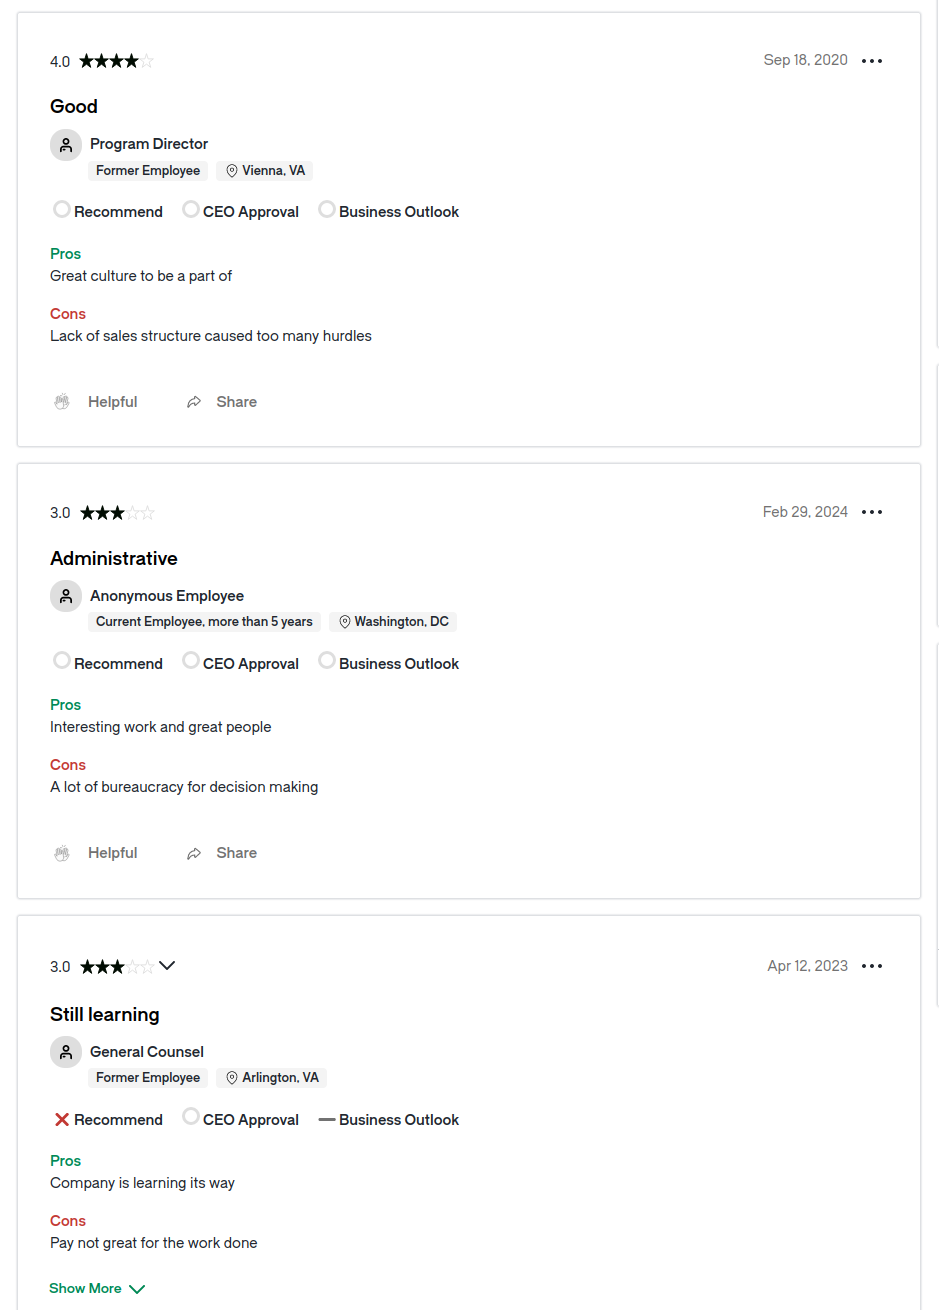 4.0
Sep 18, 2020
Good
Program Director
Former Employee Vienna, VA
Recommend CEO Approval Business Outlook
Pros
Great culture to be a part of
Cons
Lack of sales structure caused too many hurdles
Helpful Share
3.0
Feb 29, 2024
Administrative
Anonymous Employee
Current Employee, more than 5 years Washington, DC
Recommend CEO Approval Business Outlook
Pros
Interesting work and great people
Cons
A lot of bureaucracy for decision making
Helpful Share
3.0
Apr 12, 2023
Still learning
General Counsel
Former Employee Arlington, VA
Recommend CEO Approval Business Outlook
Pros
Company is learning its way
Cons
Pay not great for the work done
Show More